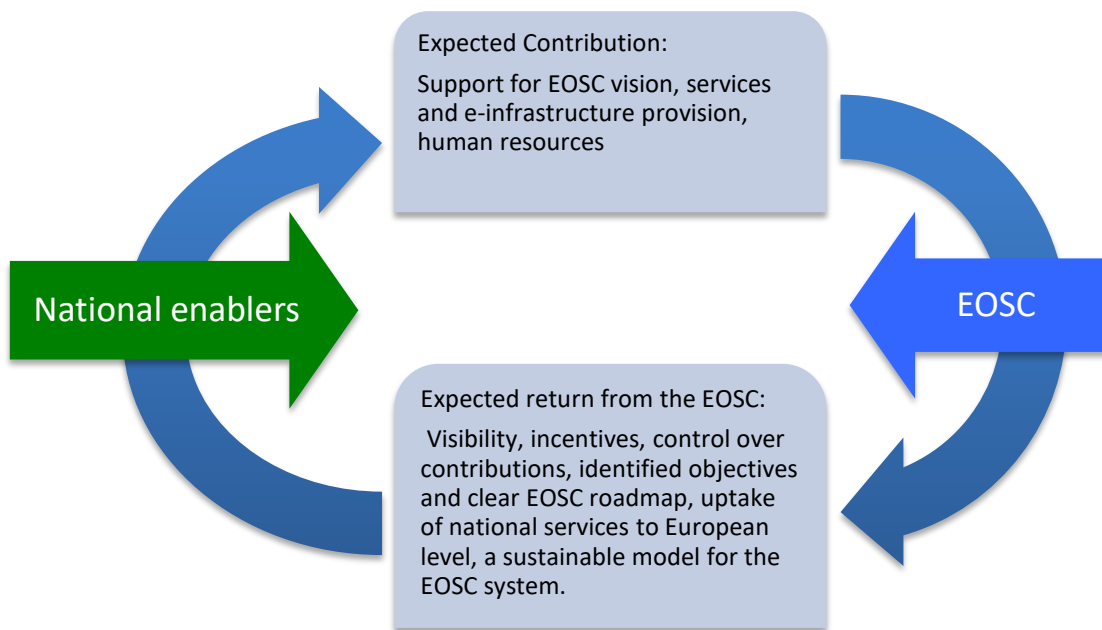 Expected Contribution:
Support for EOSC vision, services
and e-infrastructure provision,
human resources
National enablers
EOSC
Expected return from the EOSC:
Visibility, incentives, control over
contributions, identified objectives
and clear EOSC roadmap, uptake
of national services to European
level, a sustainable model for the
EOSC system.